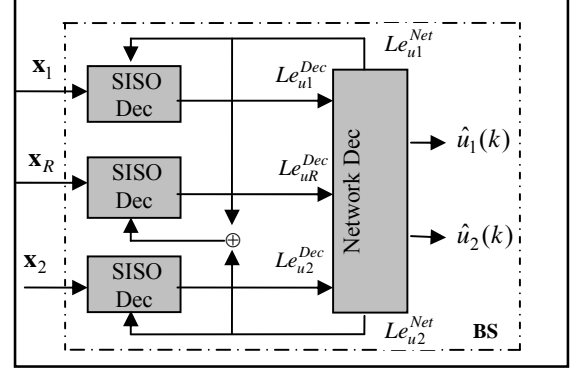 Le_{u1}^{Net}
x_1
SISO
Dec
Le_{u1}^{Dec}
x_R
SISO
Dec
Le_{uR}^{Dec}
Network Dec
û_1(k)
⊕
x_2
SISO
Dec
Le_{u2}^{Dec}
û_2(k)
Le_{u2}^{Net}
BS